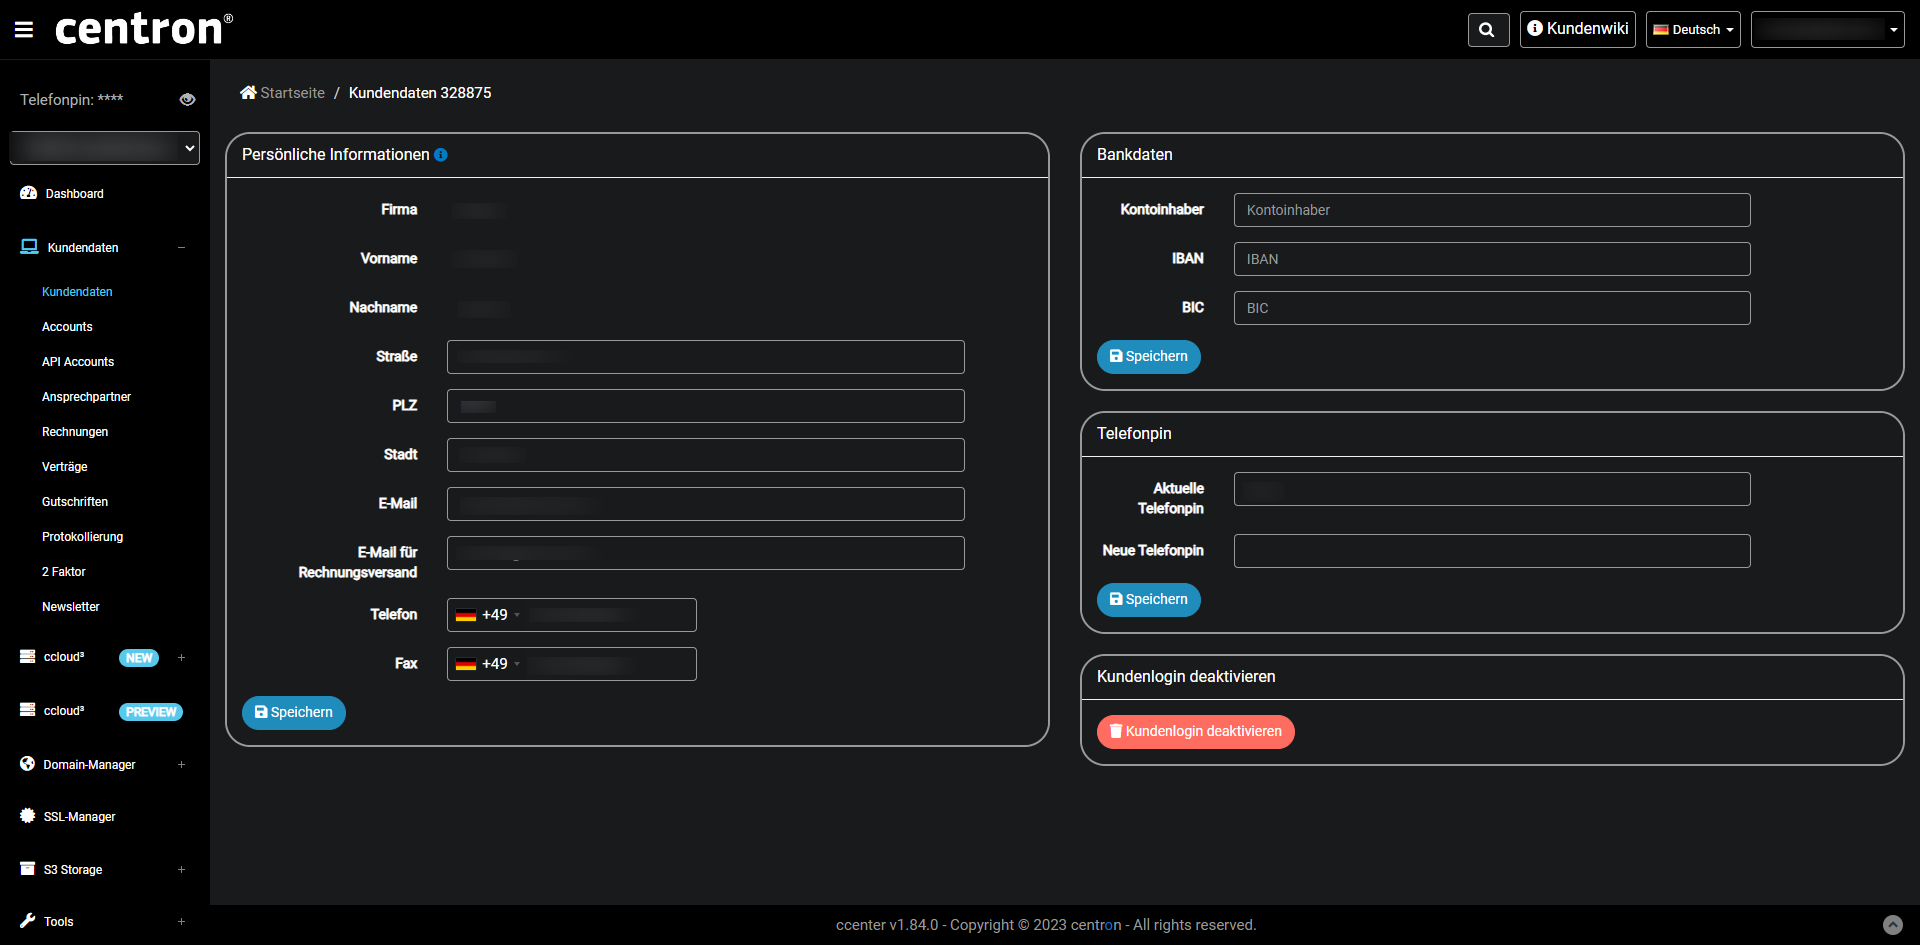 centron®
Kundenwiki
Deutsch
Telefonpin: ****
Dashboard
Kundendaten
Kundendaten
Accounts
API Accounts
Ansprechpartner
Rechnungen
Verträge
Gutschriften
Protokollierung
2 Faktor
Newsletter
ccloud³ NEW +
ccloud³ PREVIEW
Domain-Manager +
SSL-Manager
S3 Storage +
Tools +
Startseite / Kundendaten 328875
Persönliche Informationen
Firma
Vorname
Nachname
Straße
PLZ
Stadt
E-Mail
E-Mail für
Rechnungsversand
Telefon +49
Fax +49
Speichern
Bankdaten
Kontoinhaber Kontoinhaber
IBAN IBAN
BIC BIC
Speichern
Telefonpin
Aktuelle
Telefonpin
Neue Telefonpin
Speichern
Kundenlogin deaktivieren
Kundenlogin deaktivieren
ccenter v1.84.0 - Copyright © 2023 centron - All rights reserved.